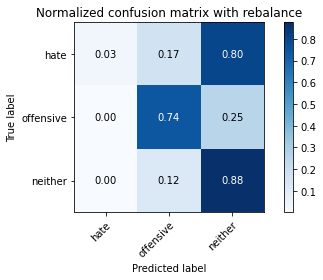 Normalized confusion matrix with rebalance
hate 0.03 0.17 0.80
offensive 0.00 0.74 0.25
neither 0.00 0.12 0.88
True label
hate offensive neither
Predicted label
0.8
0.7
0.6
0.5
0.4
0.3
0.2
0.1